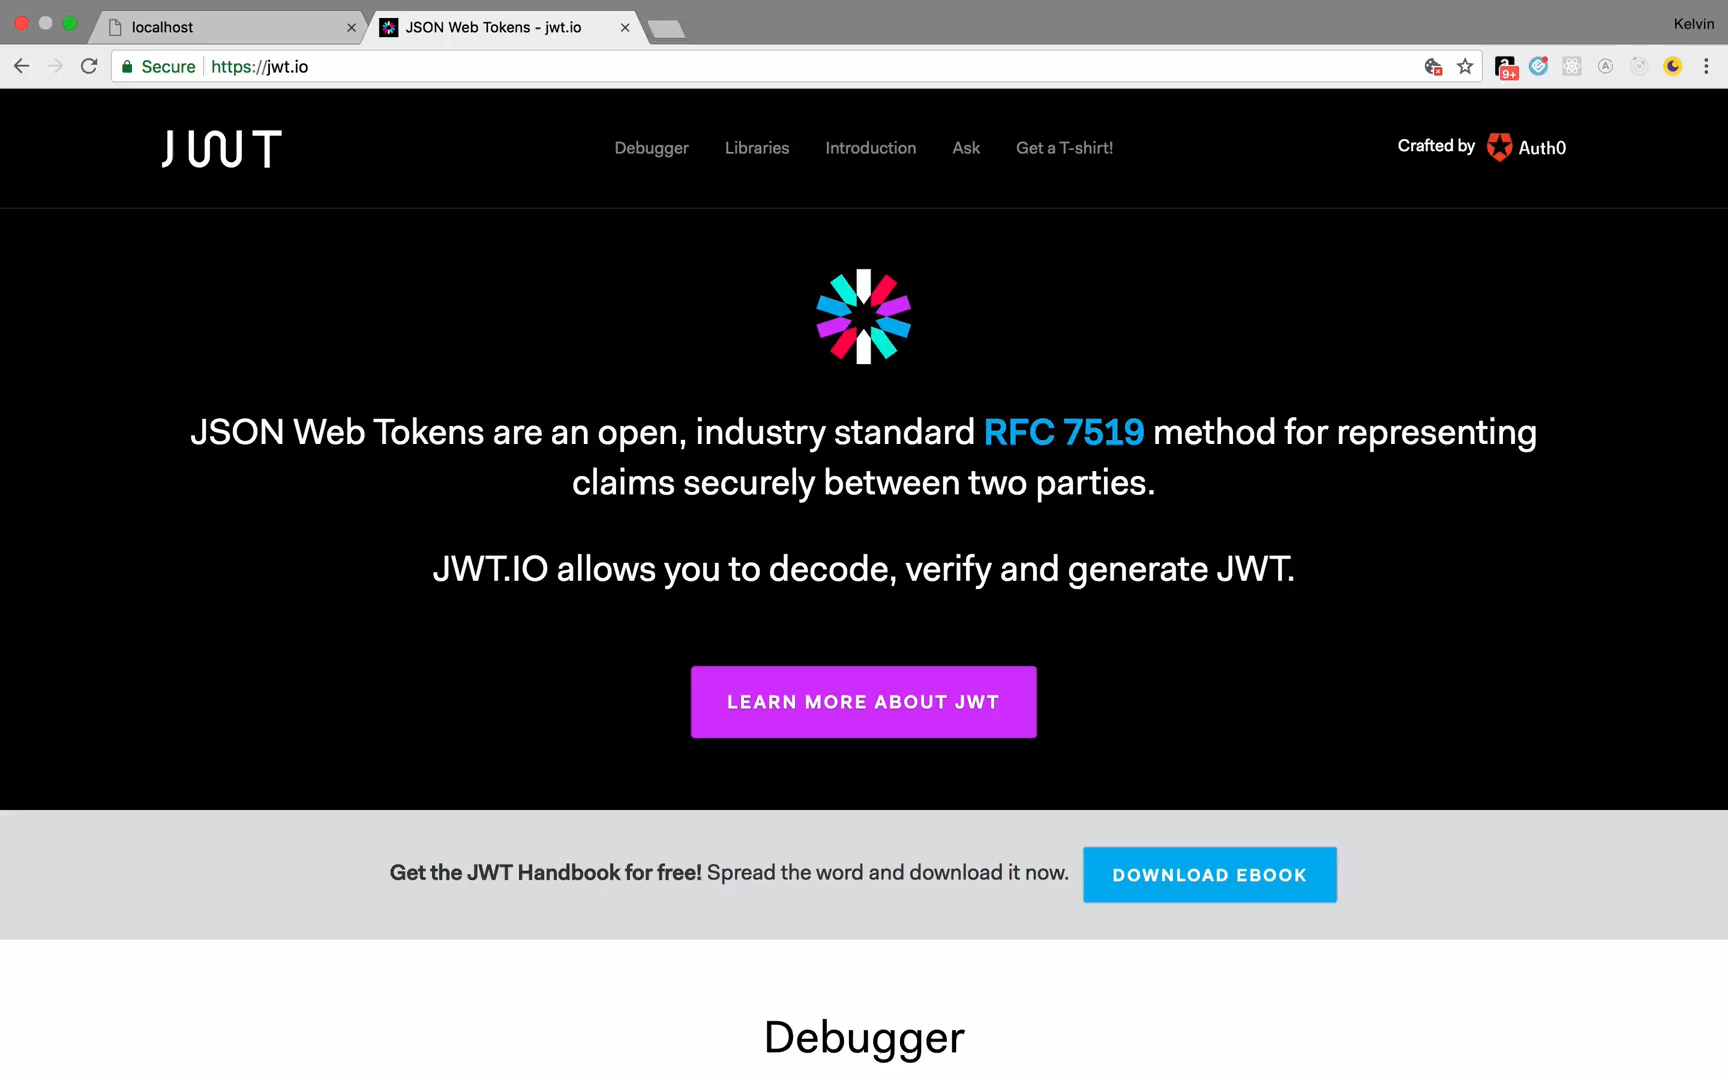 localhost
JSON Web Tokens - jwt.io
Kelvin
Secure
https://jwt.io
9+
JWT
Debugger
Libraries
Introduction
Ask
Get a T-shirt!
Crafted by
Auth0
JSON Web Tokens are an open, industry standard RFC 7519 method for representing
claims securely between two parties.
JWT.IO allows you to decode, verify and generate JWT.
LEARN MORE ABOUT JWT
Get the JWT Handbook for free! Spread the word and download it now.
DOWNLOAD EBOOK
Debugger